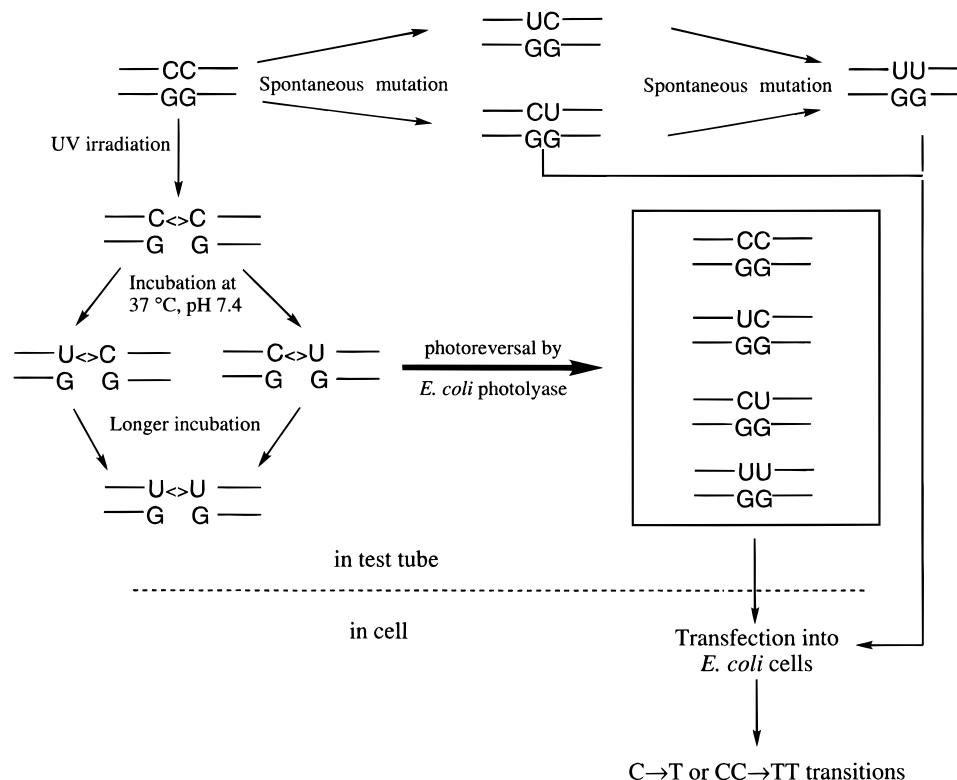 UC
GG
CC
GG
Spontaneous mutation
Spontaneous mutation
UU
GG
CU
GG
UV irradiation
C<>C
G G
CC
GG
Incubation at
37 °C, pH 7.4
UC
GG
U<>C
G G
C<>U
G G
photoreversal by
E. coli photolyase
CU
GG
Longer incubation
UU
GG
U<>U
G G
in test tube
in cell
Transfection into
E. coli cells
C→T or CC→TT transitions